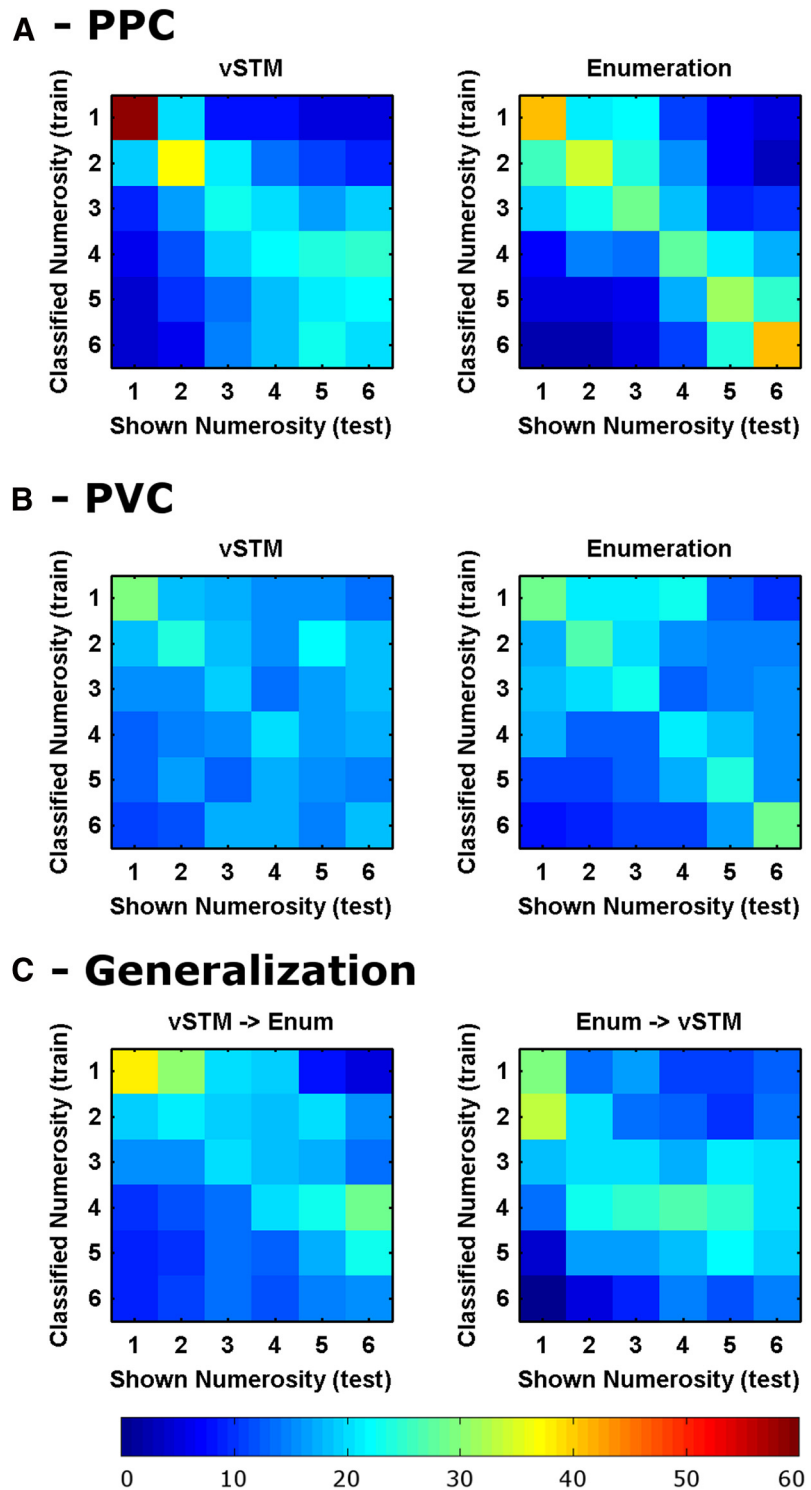 A - PPC
vSTM
Enumeration
Classified Numerosity (train)
1
2
3
4
5
6
1 2 3 4 5 6
Shown Numerosity (test)
Classified Numerosity (train)
1
2
3
4
5
6
1 2 3 4 5 6
Shown Numerosity (test)
B - PVC
vSTM
Enumeration
Classified Numerosity (train)
1
2
3
4
5
6
1 2 3 4 5 6
Shown Numerosity (test)
Classified Numerosity (train)
1
2
3
4
5
6
1 2 3 4 5 6
Shown Numerosity (test)
C - Generalization
vSTM -> Enum
Enum -> vSTM
Classified Numerosity (train)
1
2
3
4
5
6
1 2 3 4 5 6
Shown Numerosity (test)
Classified Numerosity (train)
1
2
3
4
5
6
1 2 3 4 5 6
Shown Numerosity (test)
0 10 20 30 40 50 60